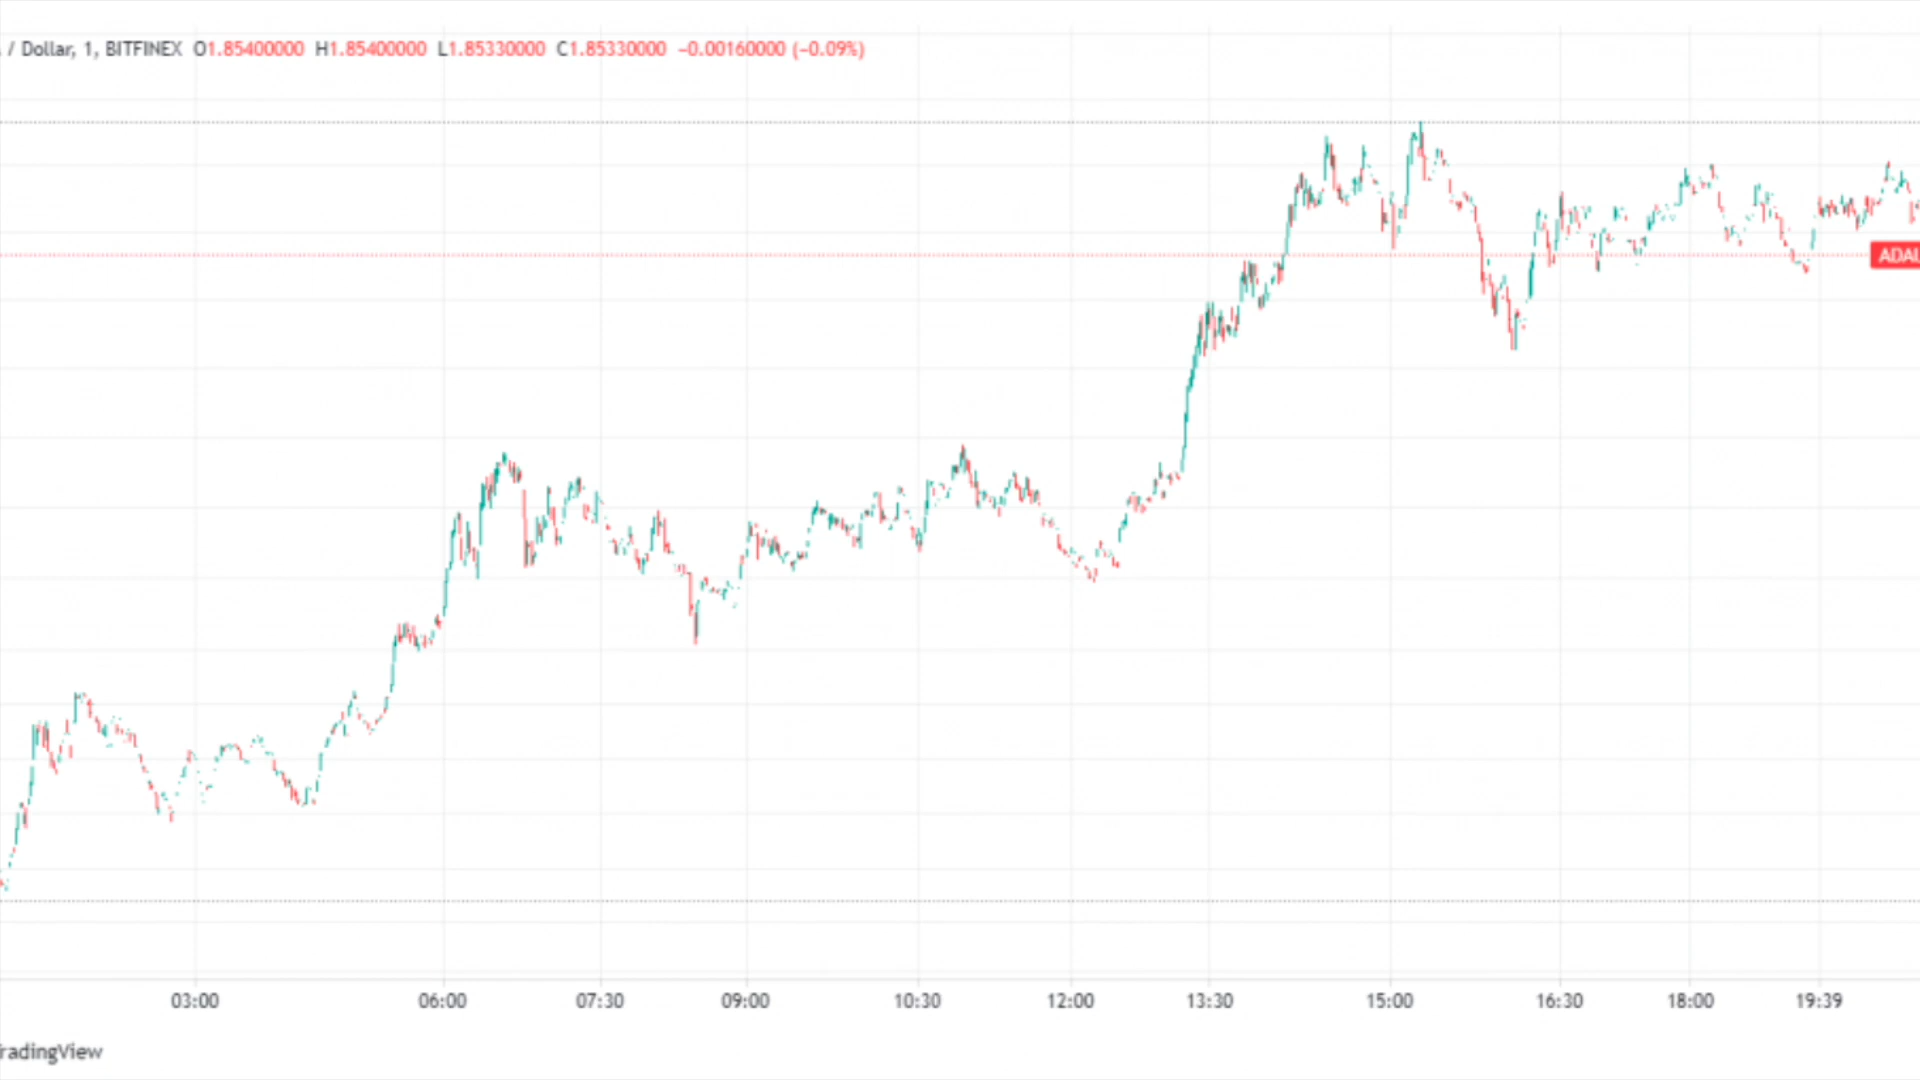 / Dollar, 1, BITFINEX O1.85400000 H1.85400000 L1.85330000 C1.85330000 −0.00160000 (−0.09%)
ADAU
03:00 06:00 07:30 09:00 10:30 12:00 13:30 15:00 16:30 18:00 19:39
radingView